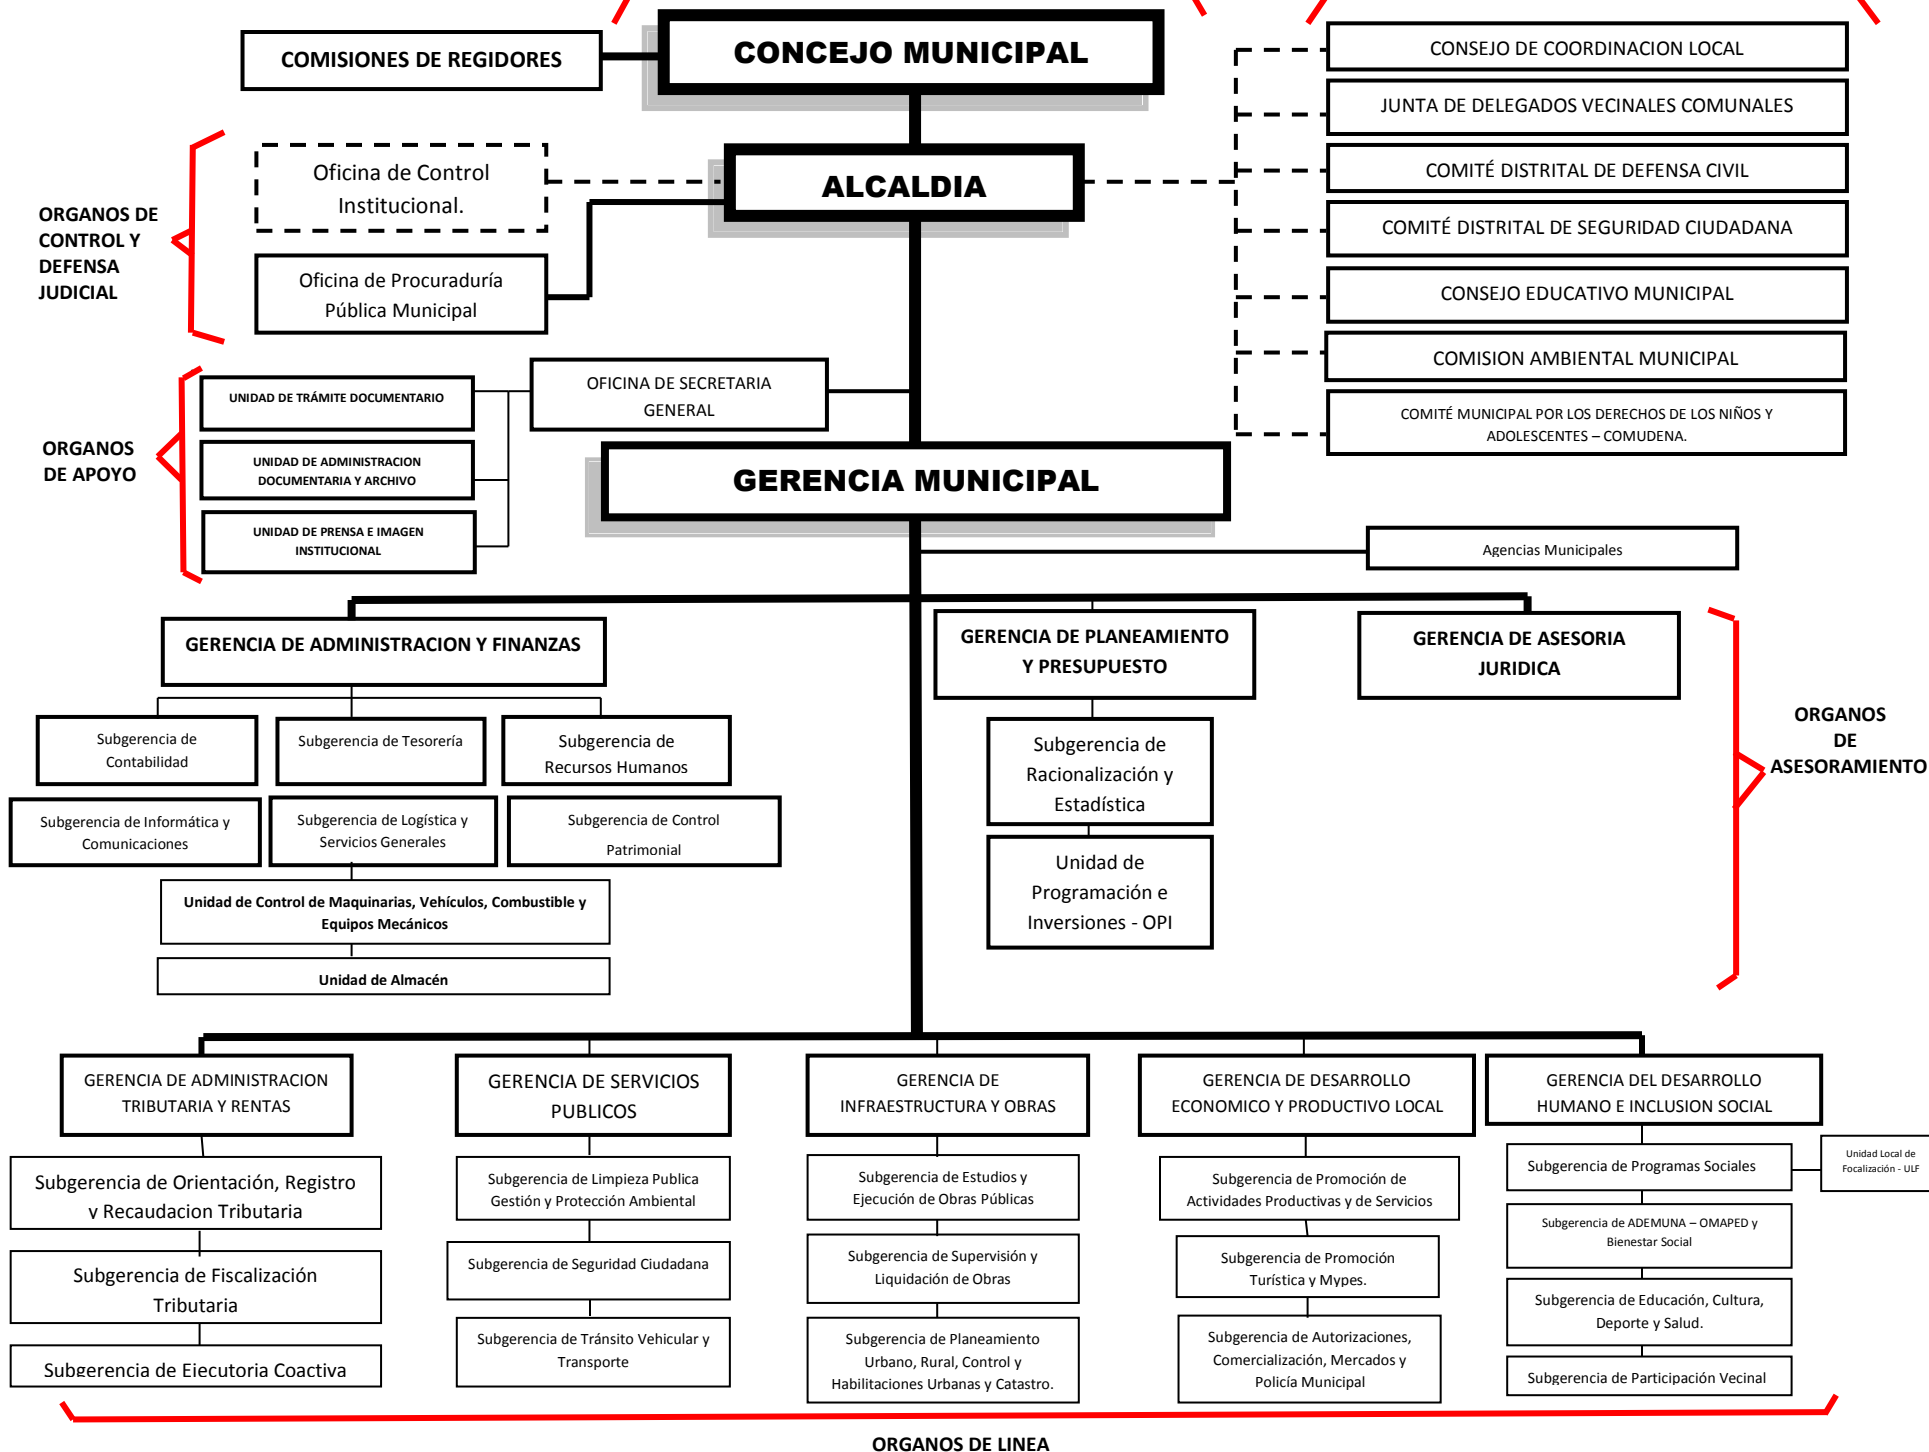 COMISIONES DE REGIDORES
CONCEJO MUNICIPAL
CONSEJO DE COORDINACION LOCAL
JUNTA DE DELEGADOS VECINALES COMUNALES
COMITÉ DISTRITAL DE DEFENSA CIVIL
COMITÉ DISTRITAL DE SEGURIDAD CIUDADANA
CONSEJO EDUCATIVO MUNICIPAL
COMISION AMBIENTAL MUNICIPAL
COMITÉ MUNICIPAL POR LOS DERECHOS DE LOS NIÑOS Y
ADOLESCENTES – COMUDENA.
ALCALDIA
ORGANOS DE
CONTROL Y
DEFENSA
JUDICIAL
Oficina de Control
Institucional.
Oficina de Procuraduría
Pública Municipal
ORGANOS
DE APOYO
UNIDAD DE TRÁMITE DOCUMENTARIO
UNIDAD DE ADMINISTRACION
DOCUMENTARIA Y ARCHIVO
UNIDAD DE PRENSA E IMAGEN
INSTITUCIONAL
OFICINA DE SECRETARIA
GENERAL
GERENCIA MUNICIPAL
Agencias Municipales
GERENCIA DE ADMINISTRACION Y FINANZAS
GERENCIA DE PLANEAMIENTO
Y PRESUPUESTO
GERENCIA DE ASESORIA
JURIDICA
ORGANOS
DE
ASESORAMIENTO
Subgerencia de
Contabilidad
Subgerencia de Tesorería
Subgerencia de
Recursos Humanos
Subgerencia de Informática y
Comunicaciones
Subgerencia de Logística y
Servicios Generales
Subgerencia de Control
Patrimonial
Unidad de Control de Maquinarias, Vehículos, Combustible y
Equipos Mecánicos
Unidad de Almacén
Subgerencia de
Racionalización y
Estadística
Unidad de
Programación e
Inversiones - OPI
GERENCIA DE ADMINISTRACION
TRIBUTARIA Y RENTAS
Subgerencia de Orientación, Registro
y Recaudacion Tributaria
Subgerencia de Fiscalización
Tributaria
Subgerencia de Ejecutoria Coactiva
GERENCIA DE SERVICIOS
PUBLICOS
Subgerencia de Limpieza Publica
Gestión y Protección Ambiental
Subgerencia de Seguridad Ciudadana
Subgerencia de Tránsito Vehicular y
Transporte
GERENCIA DE
INFRAESTRUCTURA Y OBRAS
Subgerencia de Estudios y
Ejecución de Obras Públicas
Subgerencia de Supervisión y
Liquidación de Obras
Subgerencia de Planeamiento
Urbano, Rural, Control y
Habilitaciones Urbanas y Catastro.
GERENCIA DE DESARROLLO
ECONOMICO Y PRODUCTIVO LOCAL
Subgerencia de Promoción de
Actividades Productivas y de Servicios
Subgerencia de Promoción
Turística y Mypes.
Subgerencia de Autorizaciones,
Comercialización, Mercados y
Policía Municipal
GERENCIA DEL DESARROLLO
HUMANO E INCLUSION SOCIAL
Subgerencia de Programas Sociales
Unidad Local de
Focalización - ULF
Subgerencia de ADEMUNA – OMAPED y
Bienestar Social
Subgerencia de Educación, Cultura,
Deporte y Salud.
Subgerencia de Participación Vecinal
ORGANOS DE LINEA